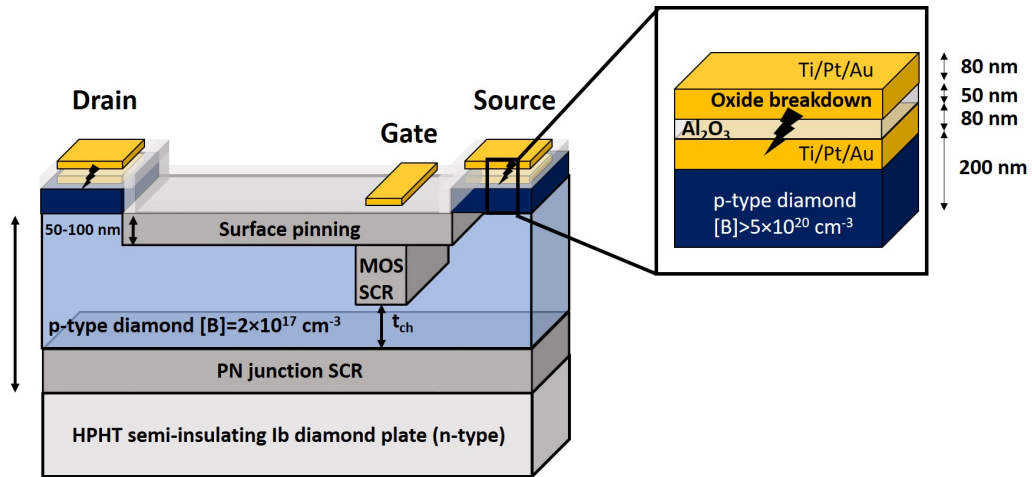 Drain
Gate
Source
50-100 nm
Surface pinning
MOS
SCR
t_ch
p-type diamond [B]=2×10¹⁷ cm⁻³
PN junction SCR
HPHT semi-insulating Ib diamond plate (n-type)
Ti/Pt/Au
Oxide breakdown
Al₂O₃
Ti/Pt/Au
p-type diamond
[B]>5×10²⁰ cm⁻³
80 nm
50 nm
80 nm
200 nm